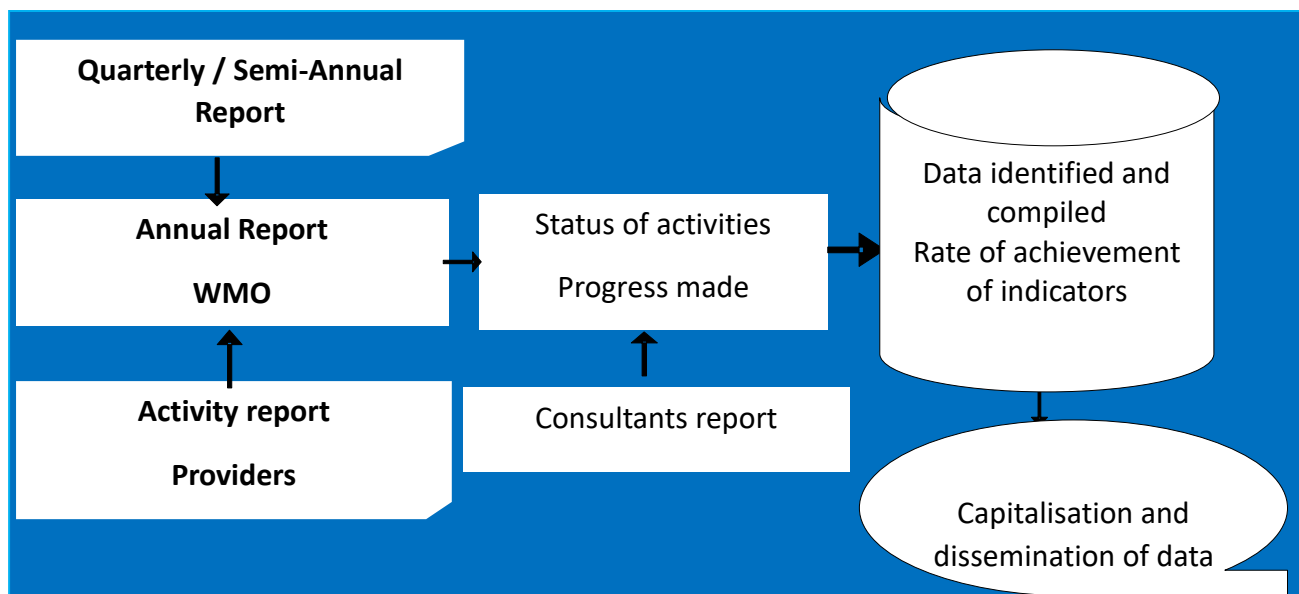 Quarterly / Semi-Annual
Report
Annual Report
WMO
Activity report
Providers
Status of activities
Progress made
Consultants report
Data identified and
compiled
Rate of achievement
of indicators
Capitalisation and
dissemination of data